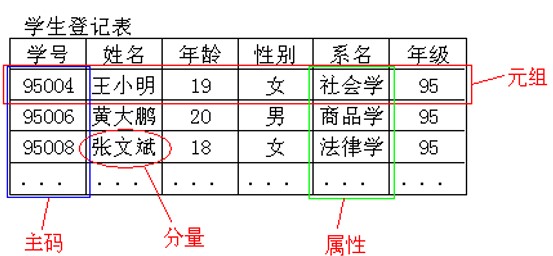 学生登记表
学号 姓名 年龄 性别 系名 年级
95004 王小明 19 女 社会学 95
元组
95006 黄大鹏 20 男 商品学 95
95008 张文斌 18 女 法律学 95
... ... ... ... ... ...
主码 分量 属性